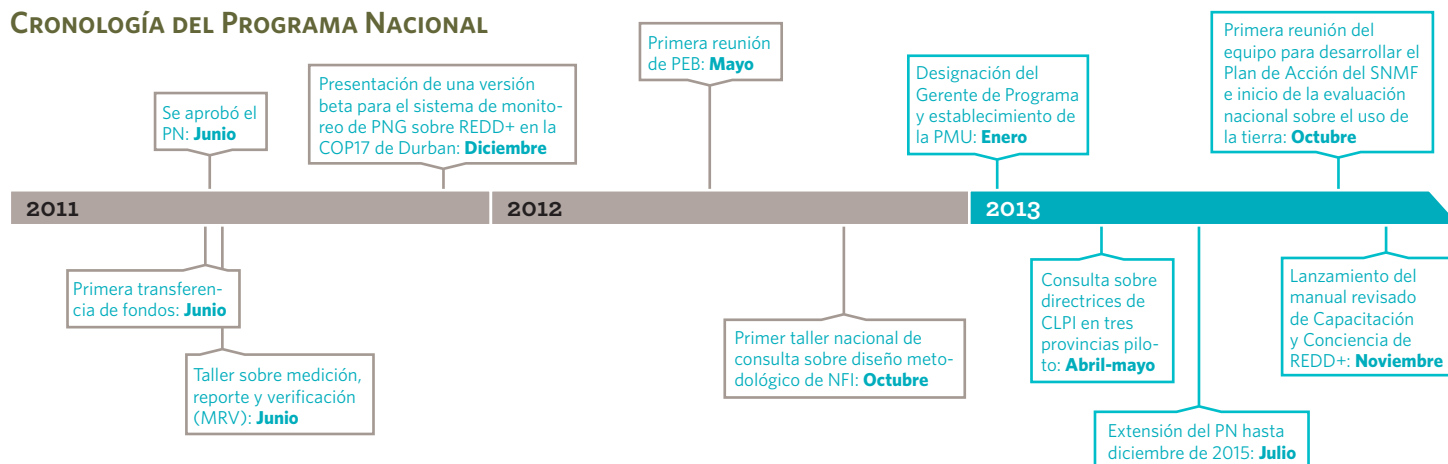 CRONOLOGÍA DEL PROGRAMA NACIONAL
Se aprobó el
PN: Junio
Presentación de una versión
beta para el sistema de monito-
reo de PNG sobre REDD+ en la
COP17 de Durban: Diciembre
Primera reunión
de PEB: Mayo
Designación del
Gerente de Programa
y establecimiento de
la PMU: Enero
Primera reunión del
equipo para desarrollar el
Plan de Acción del SNMF
e inicio de la evaluación
nacional sobre el uso de
la tierra: Octubre
2011
2012
2013
Primera transferen-
cia de fondos: Junio
Taller sobre medición,
reporte y verificación
(MRV): Junio
Primer taller nacional de
consulta sobre diseño meto-
dológico de NFI: Octubre
Consulta sobre
directrices de
CLPI en tres
provincias pilo-
to: Abril-mayo
Extensión del PN hasta
diciembre de 2015: Julio
Lanzamiento del
manual revisado
de Capacitación
y Conciencia de
REDD+: Noviembre